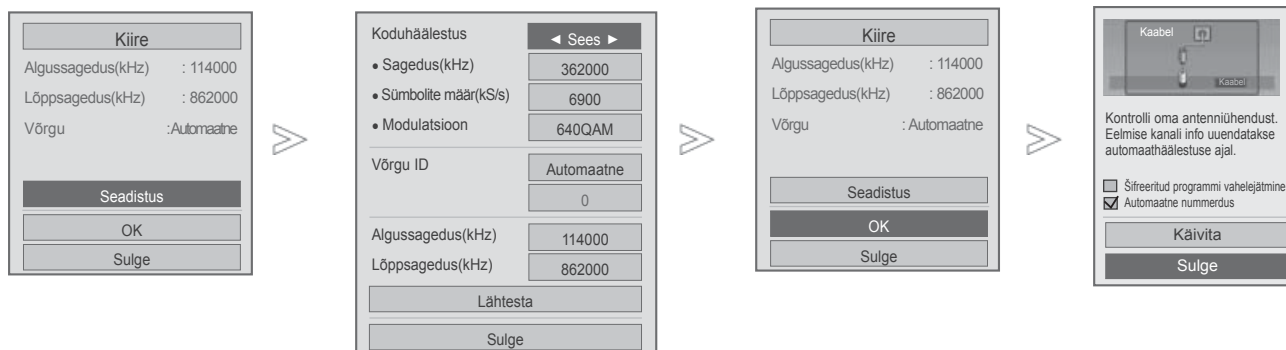 Kiire
Algussagedus(kHz) : 114000
Lõppsagedus(kHz) : 862000
Võrgu :Automaatne
Seadistus
OK
Sulge
Koduhäälestus ◄ Sees ►
• Sagedus(kHz) 362000
• Sümbolite määr(kS/s) 6900
• Modulatsioon 640QAM
Võrgu ID Automaatne
0
Algussagedus(kHz) 114000
Lõppsagedus(kHz) 862000
Lähtesta
Sulge
Kiire
Algussagedus(kHz) : 114000
Lõppsagedus(kHz) : 862000
Võrgu : Automaatne
Seadistus
OK
Sulge
Kaabel
Kaabel
Kontrolli oma antenniühendust.
Eelmise kanali info uuendatakse
automaathäälestuse ajal.
Šifreeritud programmi vahelejätmine
Automaatne nummerdus
Käivita
Sulge